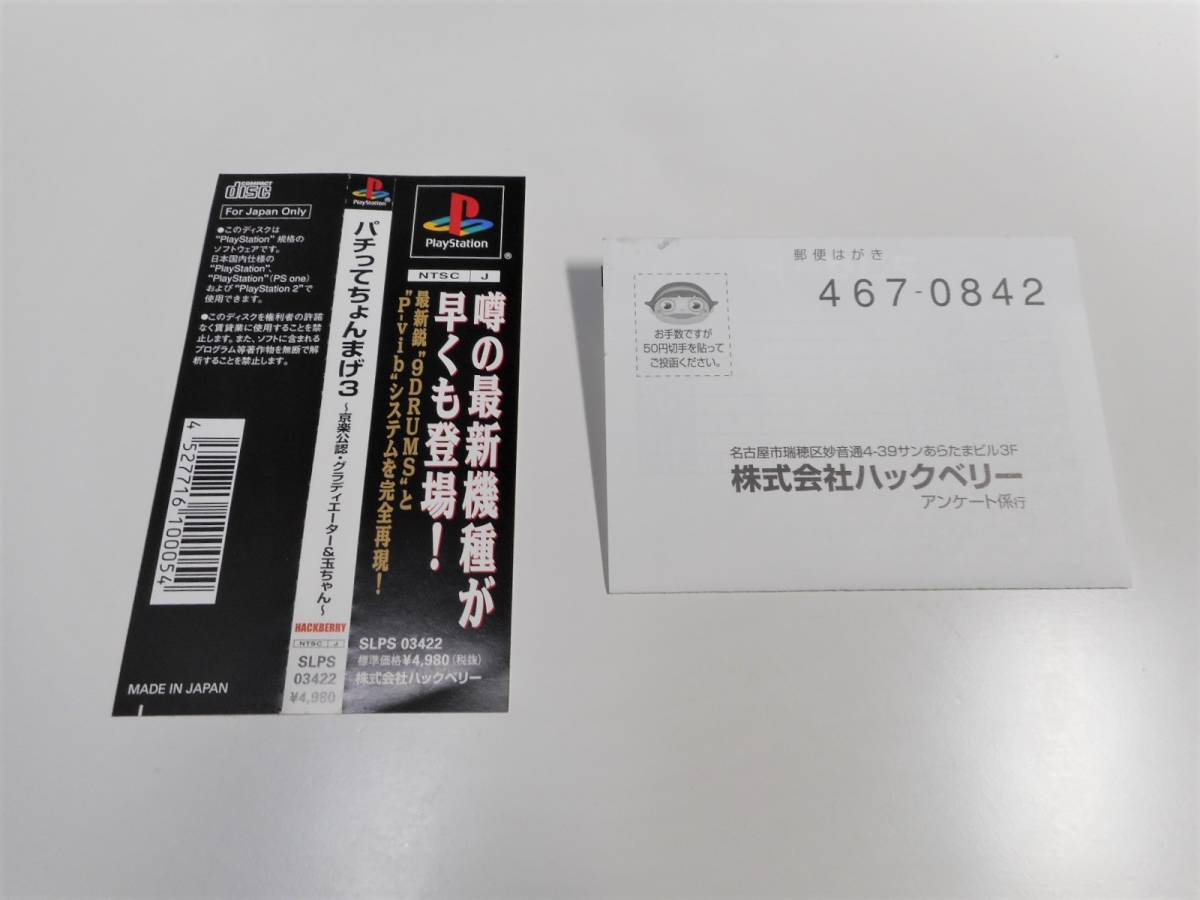 COMPACT
disc
For Japan Only
●このディスクは
"PlayStation" 規格の
ソフトウェアです。
日本国内仕様の
"PlayStation"、
"PlayStation"(PS one)
および"PlayStation 2"で
使用できます。
●このディスクを権利者の許諾
なく賃貸業に使用することを禁
止します。また、ソフトに含まれる
プログラム等著作物を無断で解
析することを禁止します。
4 527716 100054
MADE IN JAPAN
PlayStation
パチってちょんまげ3 ~京楽公認・グラディエーター&玉ちゃん~
HACKBERRY
NTSC J
SLPS
03422
¥4,980
PlayStation
®
NTSC J
噂の最新機種が
早くも登場!
最新鋭"9DRUMS"と
"P-vib"システムを完全再現!
SLPS 03422
標準価格¥4,980(税抜)
株式会社ハックベリー
郵便はがき
467-0842
お手数ですが
50円切手を貼って
ご投函ください。
名古屋市瑞穂区妙音通4-39サンあらたまビル3F
株式会社ハックベリー
アンケート係行